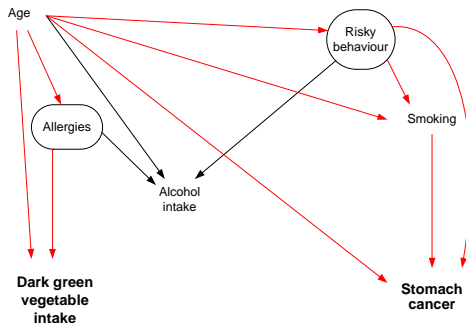 Age
Risky
behaviour
Allergies
Smoking
Alcohol
intake
Dark green
vegetable
intake
Stomach
cancer